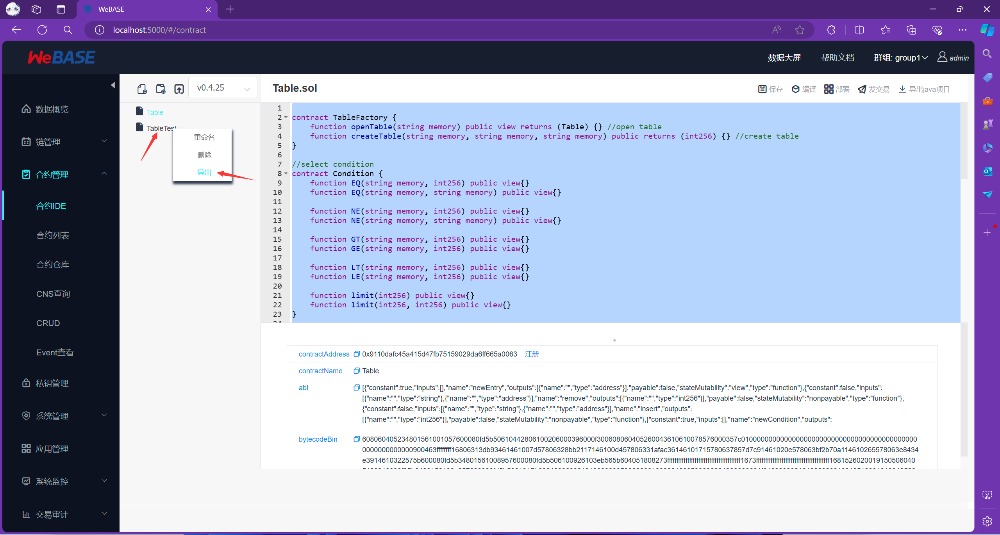 WeBASE
localhost:5000/#/contract
WeBASE
数据大屏
帮助文档
群组: group1
admin
数据概览
链管理
合约管理
合约IDE
合约列表
合约仓库
CNS查询
CRUD
Event查看
私钥管理
系统管理
应用管理
系统监控
交易审计
v0.4.25
Table
TableTest
重命名
删除
导出
Table.sol
保存
编译
部署
发交易
导出java项目
1
2 contract TableFactory {
3 function openTable(string memory) public view returns (Table) {} //open table
4 function createTable(string memory, string memory, string memory) public returns (int256) {} //create table
5 }
6
7 //select condition
8 contract Condition {
9 function EQ(string memory, int256) public view{}
10 function EQ(string memory, string memory) public view{}
11
12 function NE(string memory, int256) public view{}
13 function NE(string memory, string memory) public view{}
14
15 function GT(string memory, int256) public view{}
16 function GE(string memory, int256) public view{}
17
18 function LT(string memory, int256) public view{}
19 function LE(string memory, int256) public view{}
20
21 function limit(int256) public view{}
22 function limit(int256, int256) public view{}
23 }
contractAddress 0x9110dafc45a415d47fb75159029da6ff665a0063 注册
contractName Table
abi [{"constant":true,"inputs":[],"name":"newEntry","outputs":[{"name":"","type":"address"}],"payable":false,"stateMutability":"view","type":"function"},{"constant":false,"inputs":
[{"name":"","type":"string"},{"name":"","type":"address"}],"name":"remove","outputs":[{"name":"","type":"int256"}],"payable":false,"stateMutability":"nonpayable","type":"function"},
{"constant":false,"inputs":[{"name":"","type":"string"},{"name":"","type":"address"}],"name":"insert","outputs":
[{"name":"","type":"int256"}],"payable":false,"stateMutability":"nonpayable","type":"function"},{"constant":true,"inputs":[],"name":"newCondition","outputs":
bytecodeBin